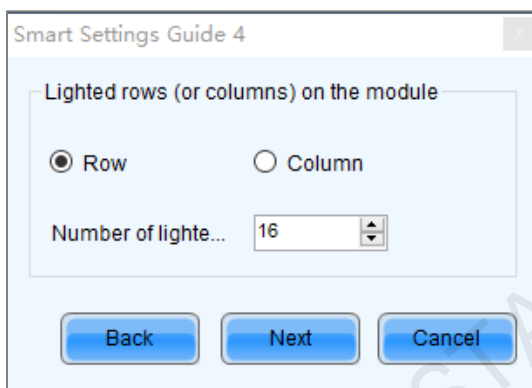 Smart Settings Guide 4
x
Lighted rows (or columns) on the module
Row Column
Number of lighte... 16
Back Next Cancel
STA